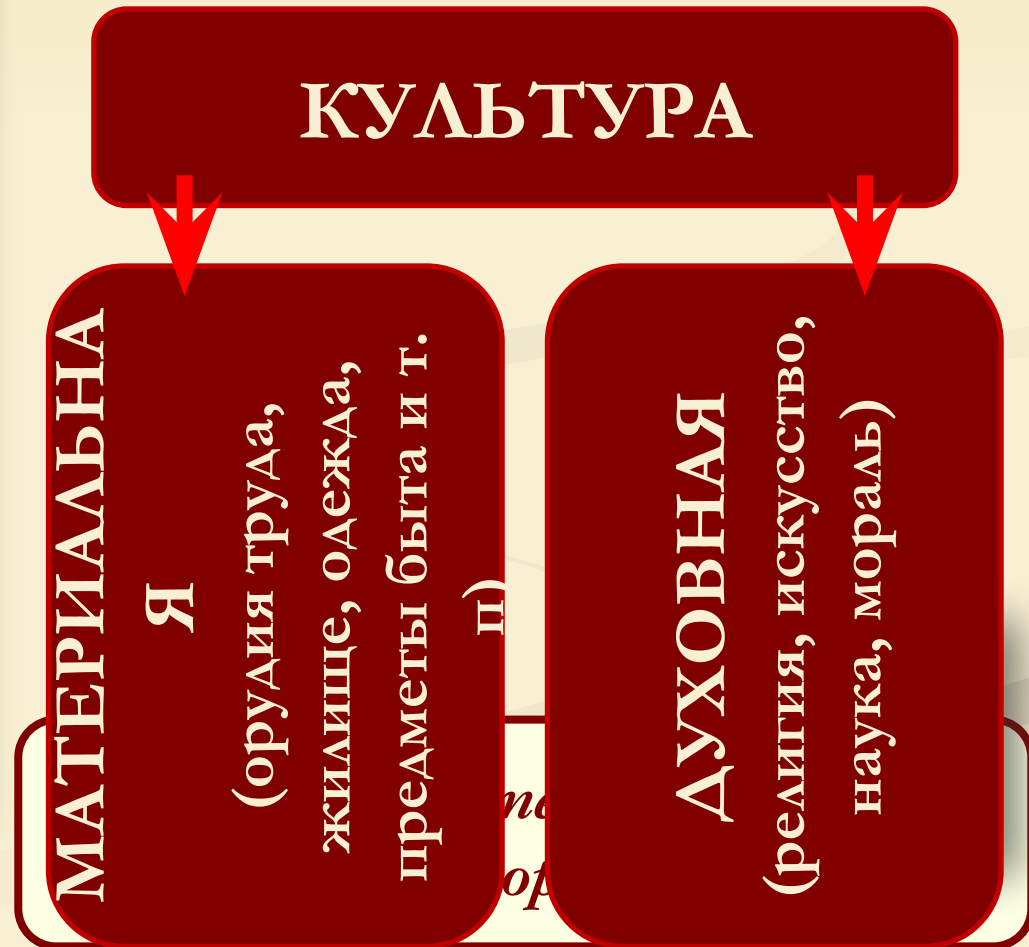 КУЛЬТУРА
МАТЕРИАЛЬНА
Я
(орудия труда,
жилище, одежда,
предметы быта и т.
п)
ДУХОВНАЯ
(религия, искусство,
наука, мораль)